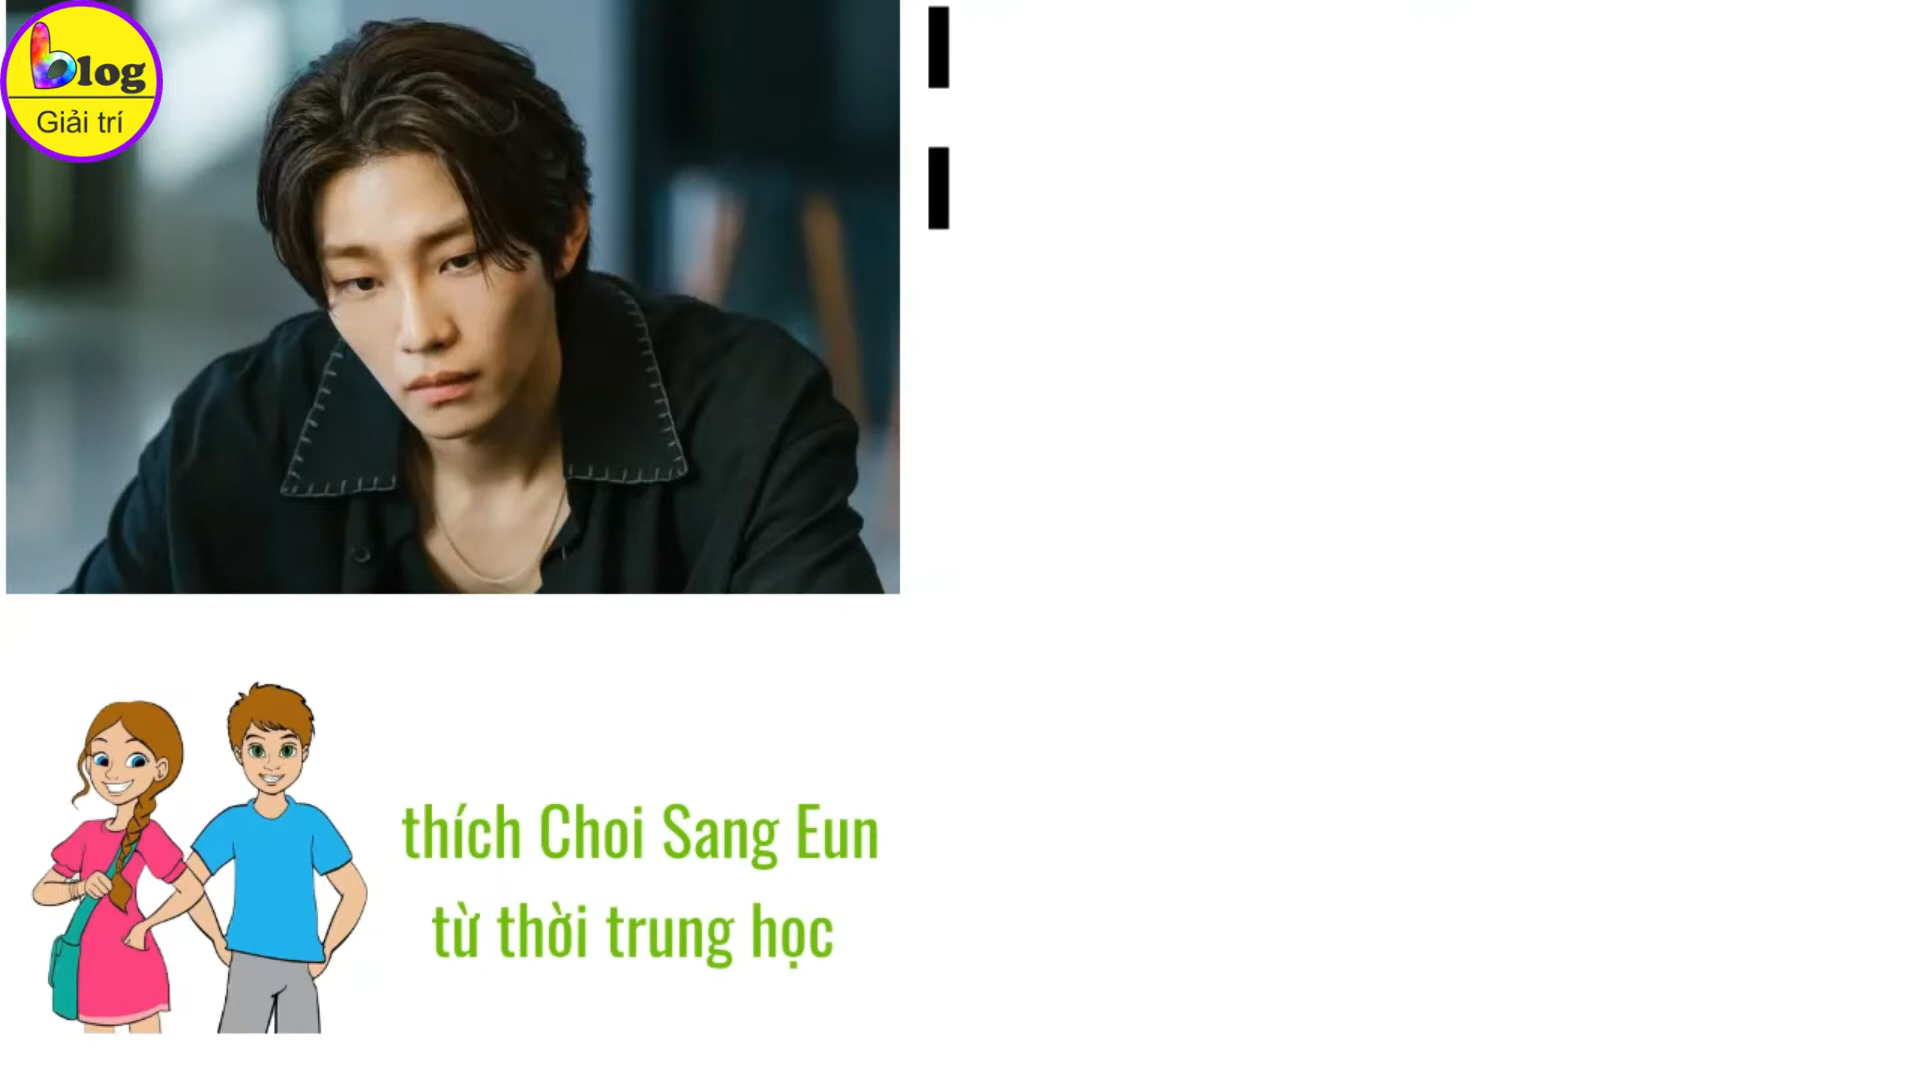 blog
Giải trí
thích Choi Sang Eun
từ thời trung học